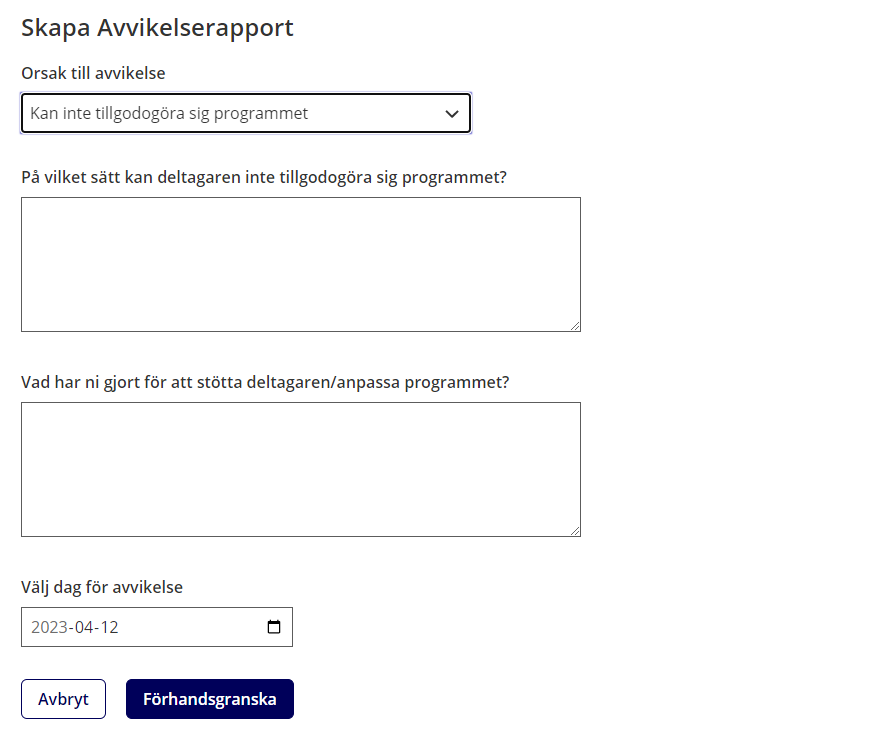 Skapa Avvikelserapport
Orsak till avvikelse
Kan inte tillgodogöra sig programmet
På vilket sätt kan deltagaren inte tillgodogöra sig programmet?
Vad har ni gjort för att stötta deltagaren/anpassa programmet?
Välj dag för avvikelse
2023-04-12
Avbryt
Förhandsgranska